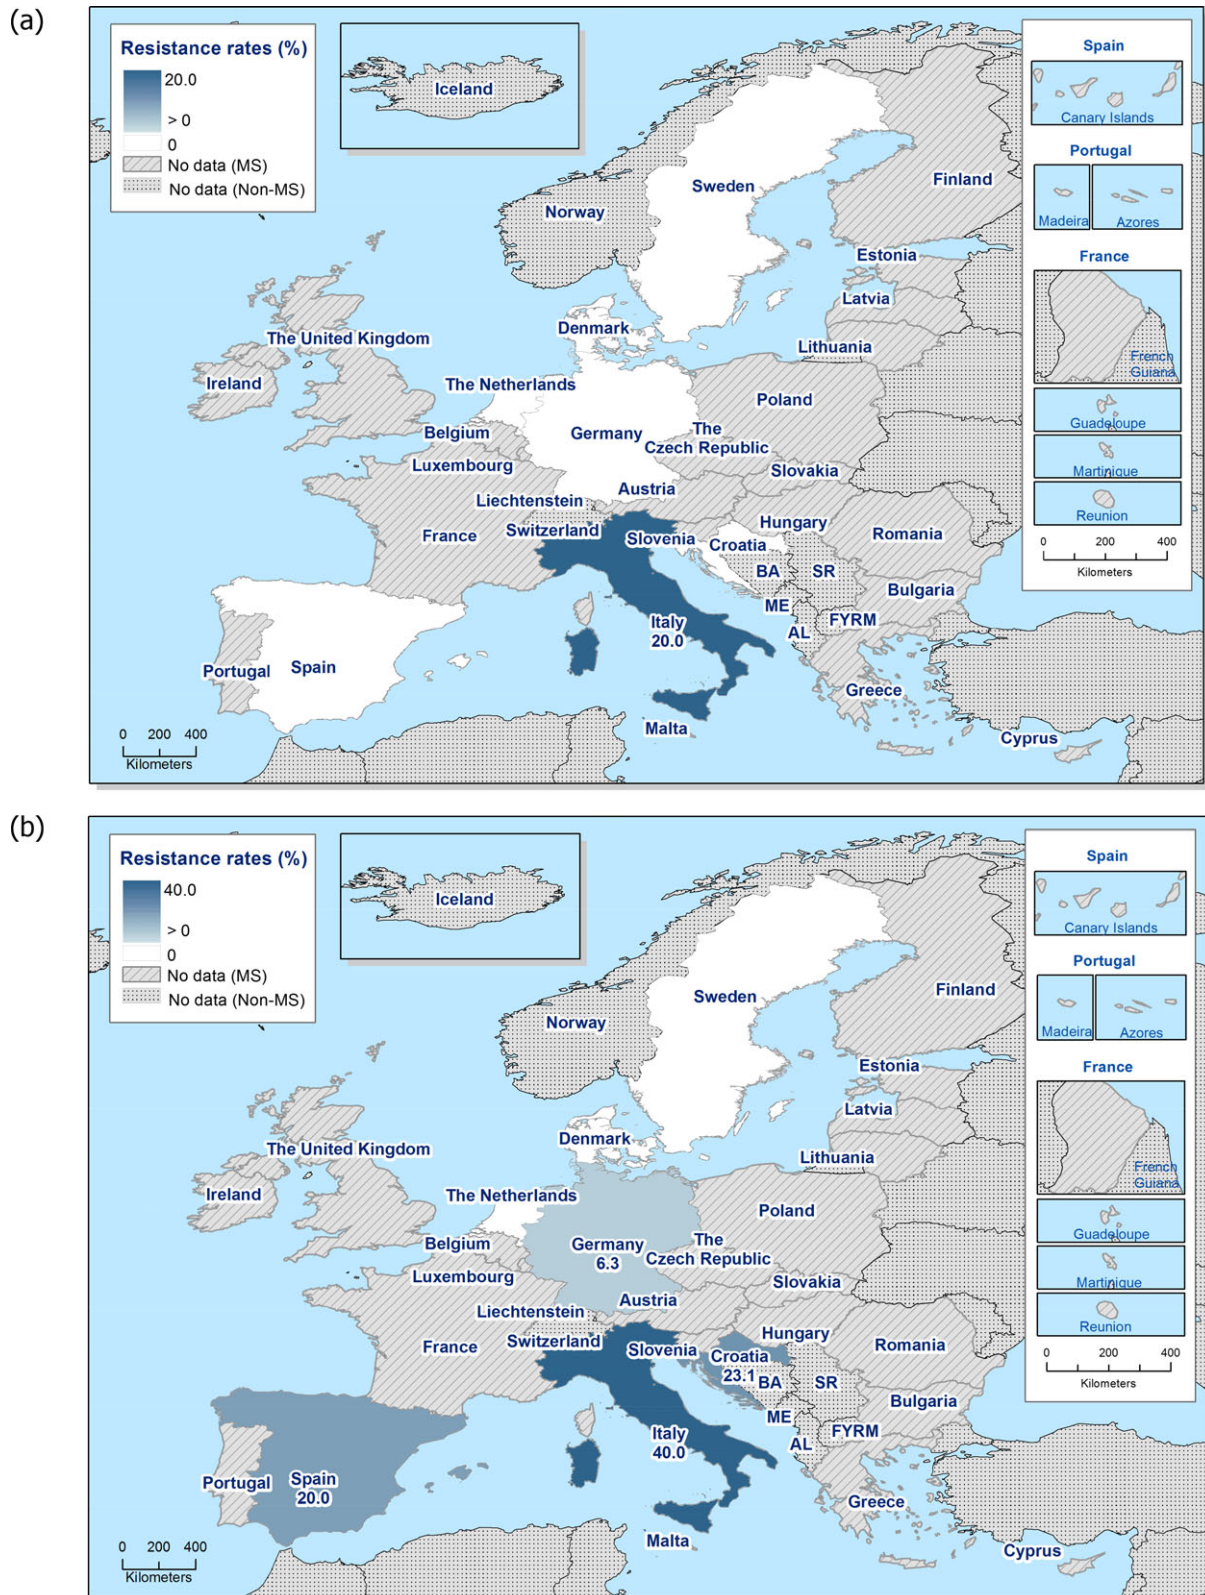 (a)
Resistance rates (%)
20.0
> 0
0
No data (MS)
No data (Non-MS)
Iceland
Spain
Canary Islands
Portugal
Madeira
Azores
France
French
Guiana
Guadeloupe
Martinique
Reunion
0 200 400
Kilometers
Sweden
Finland
Norway
Estonia
Latvia
Denmark
Lithuania
The United Kingdom
Ireland
The Netherlands
Poland
Belgium
Germany
The
Czech Republic
Luxembourg
Slovakia
Liechtenstein
Austria
Switzerland
Hungary
France
Slovenia
Croatia
Romania
BA
SR
Bulgaria
ME
FYRM
Italy
20.0
AL
Portugal
Spain
Greece
Malta
Cyprus
0 200 400
Kilometers
(b)
Resistance rates (%)
40.0
> 0
0
No data (MS)
No data (Non-MS)
Iceland
Spain
Canary Islands
Portugal
Madeira
Azores
France
French
Guiana
Guadeloupe
Martinique
Reunion
0 200 400
Kilometers
Sweden
Finland
Norway
Estonia
Latvia
Denmark
Lithuania
The United Kingdom
Ireland
The Netherlands
Poland
Belgium
Germany
6.3
The
Czech Republic
Luxembourg
Slovakia
Liechtenstein
Austria
Switzerland
Hungary
France
Slovenia
Croatia
23.1
Romania
BA
SR
Bulgaria
ME
FYRM
Italy
40.0
AL
Portugal
Spain
20.0
Greece
Malta
Cyprus
0 200 400
Kilometers